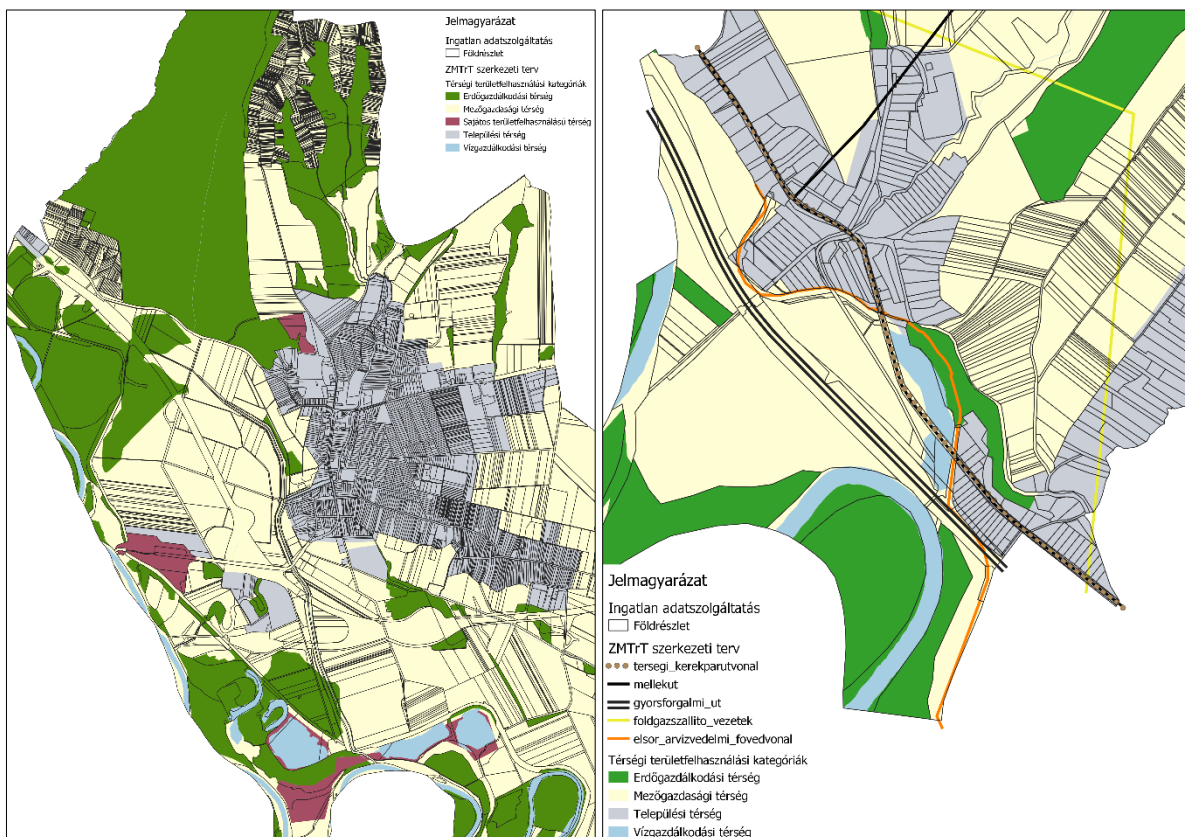 Jelmagyarázat
Ingatlan adatszolgáltatás
Földrészlet
ZMTrT szerkezeti terv
Térségi területfelhasználási kategóriák
Erdőgazdálkodási térség
Mezőgazdasági térség
Sajátos területfelhasználású térség
Települési térség
Vízgazdálkodási térség
Jelmagyarázat
Ingatlan adatszolgáltatás
Földrészlet
ZMTrT szerkezeti terv
tersegi_kerekparutvonal
mellekut
gyorsforgalmi_ut
foldgazszallito_vezetek
elsor_arvizvedelmi_fovedvonal
Térségi területfelhasználási kategóriák
Erdőgazdálkodási térség
Mezőgazdasági térség
Települési térség
Vízgazdálkodási térség